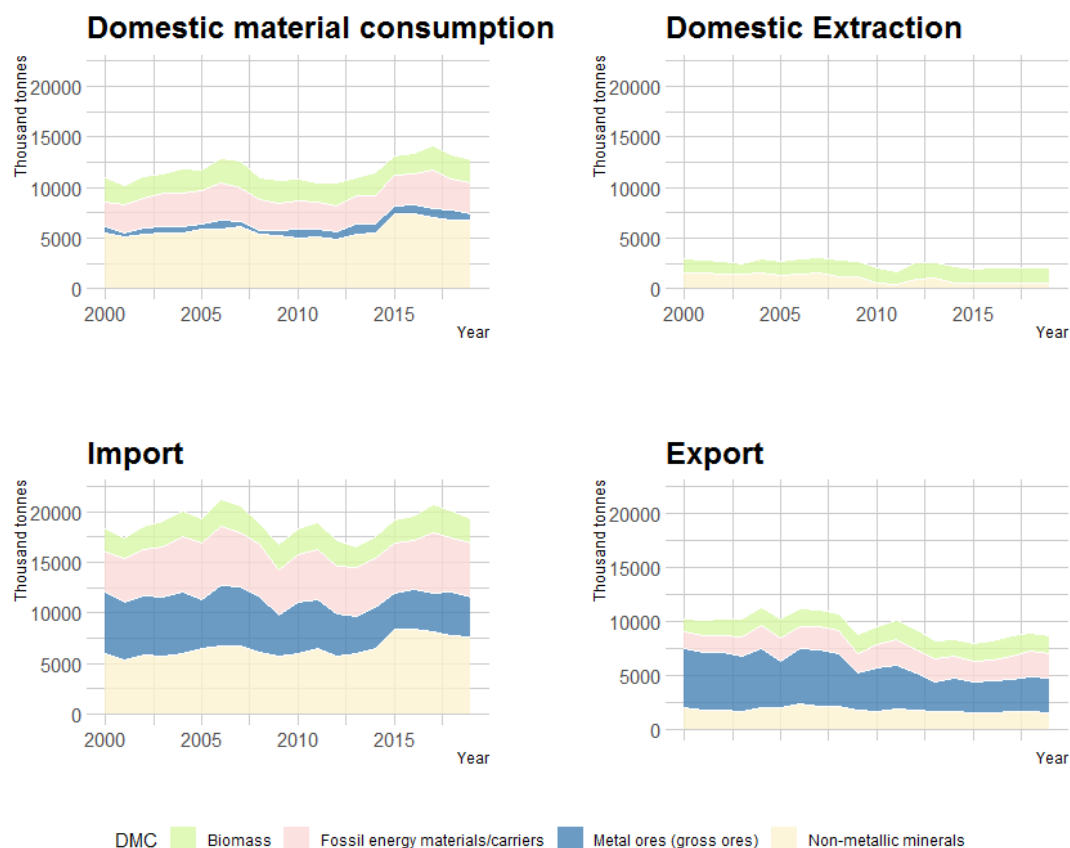 Domestic material consumption
Thousand tonnes
20000
15000
10000
5000
0
2000 2005 2010 2015
Year
Domestic Extraction
Thousand tonnes
20000
15000
10000
5000
0
2000 2005 2010 2015
Year
Import
Thousand tonnes
20000
15000
10000
5000
0
2000 2005 2010 2015
Year
Export
Thousand tonnes
20000
15000
10000
5000
0
Year
DMC Biomass Fossil energy materials/carriers Metal ores (gross ores) Non-metallic minerals